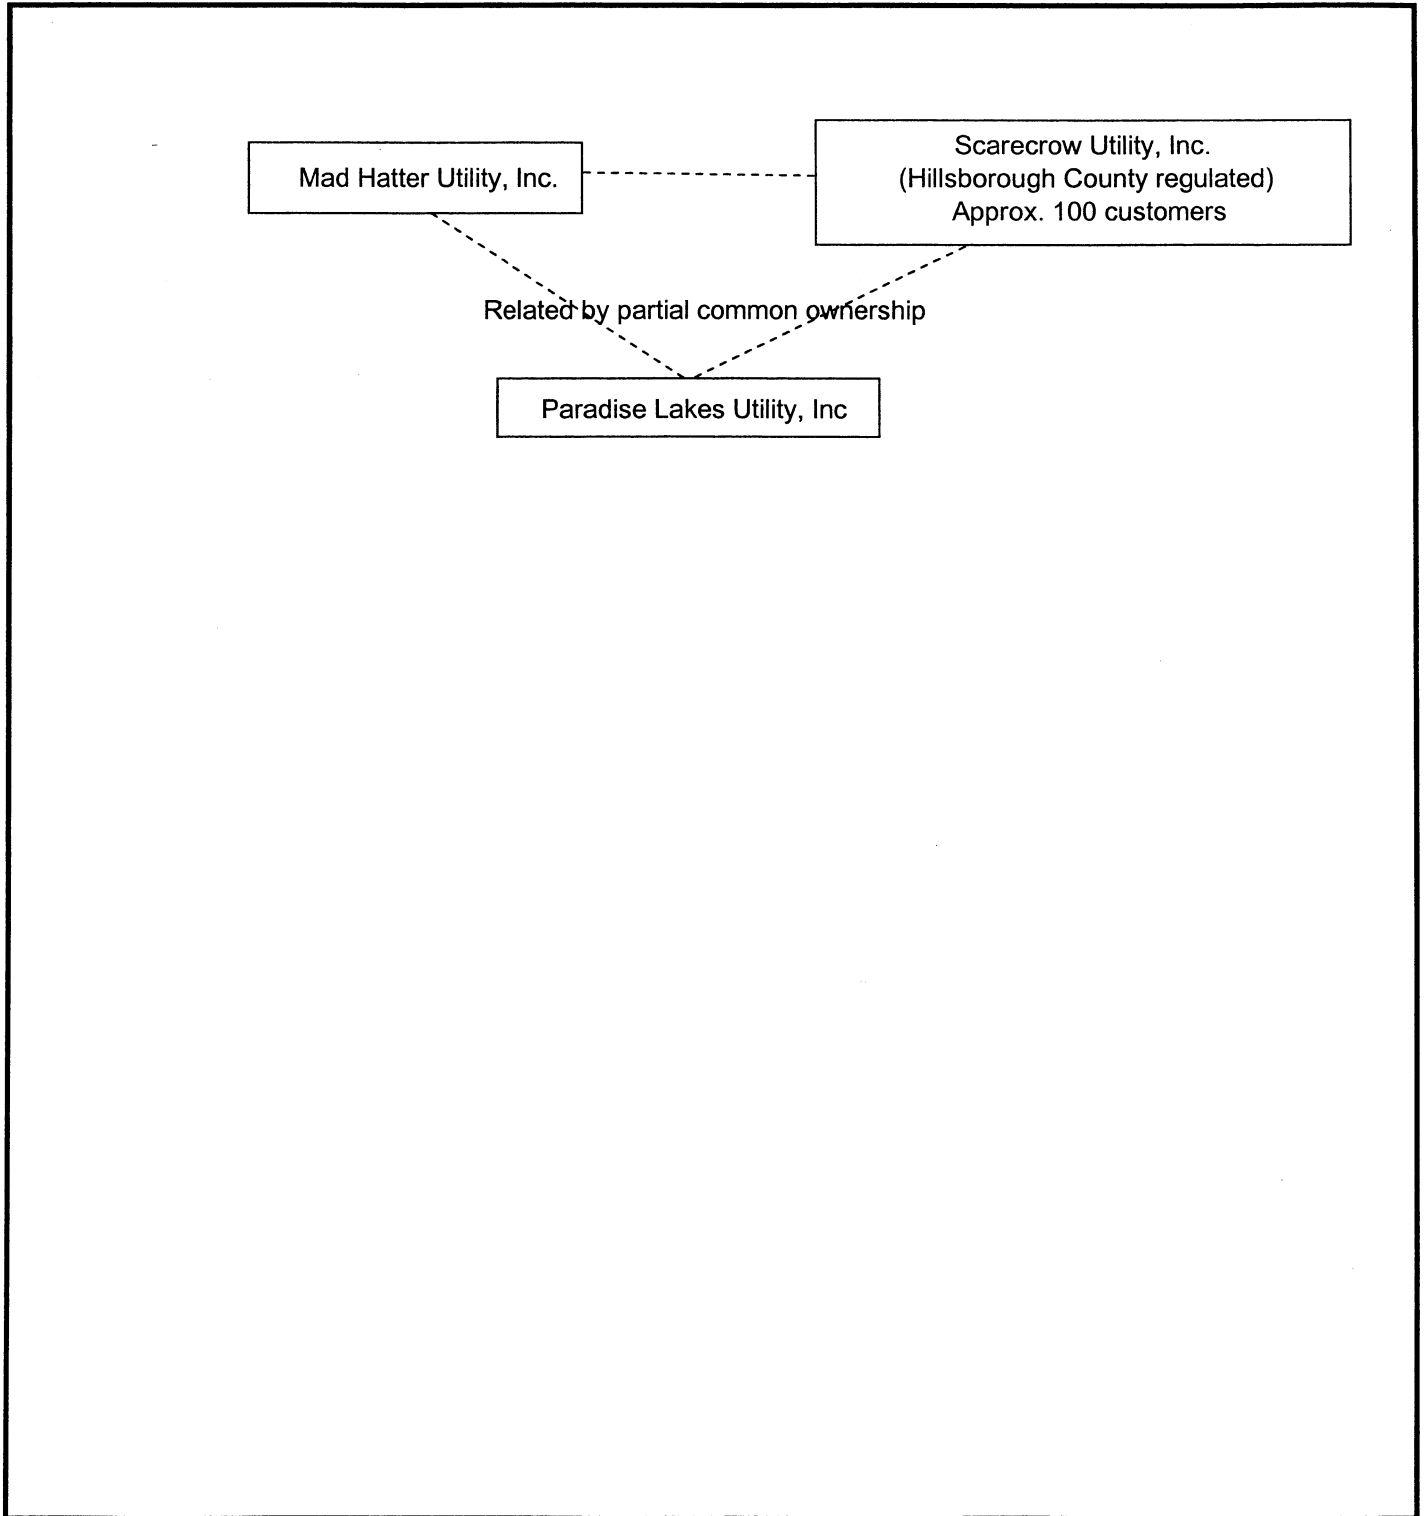 Mad Hatter Utility, Inc.
Scarecrow Utility, Inc.
(Hillsborough County regulated)
Approx. 100 customers
Related by partial common ownership
Paradise Lakes Utility, Inc